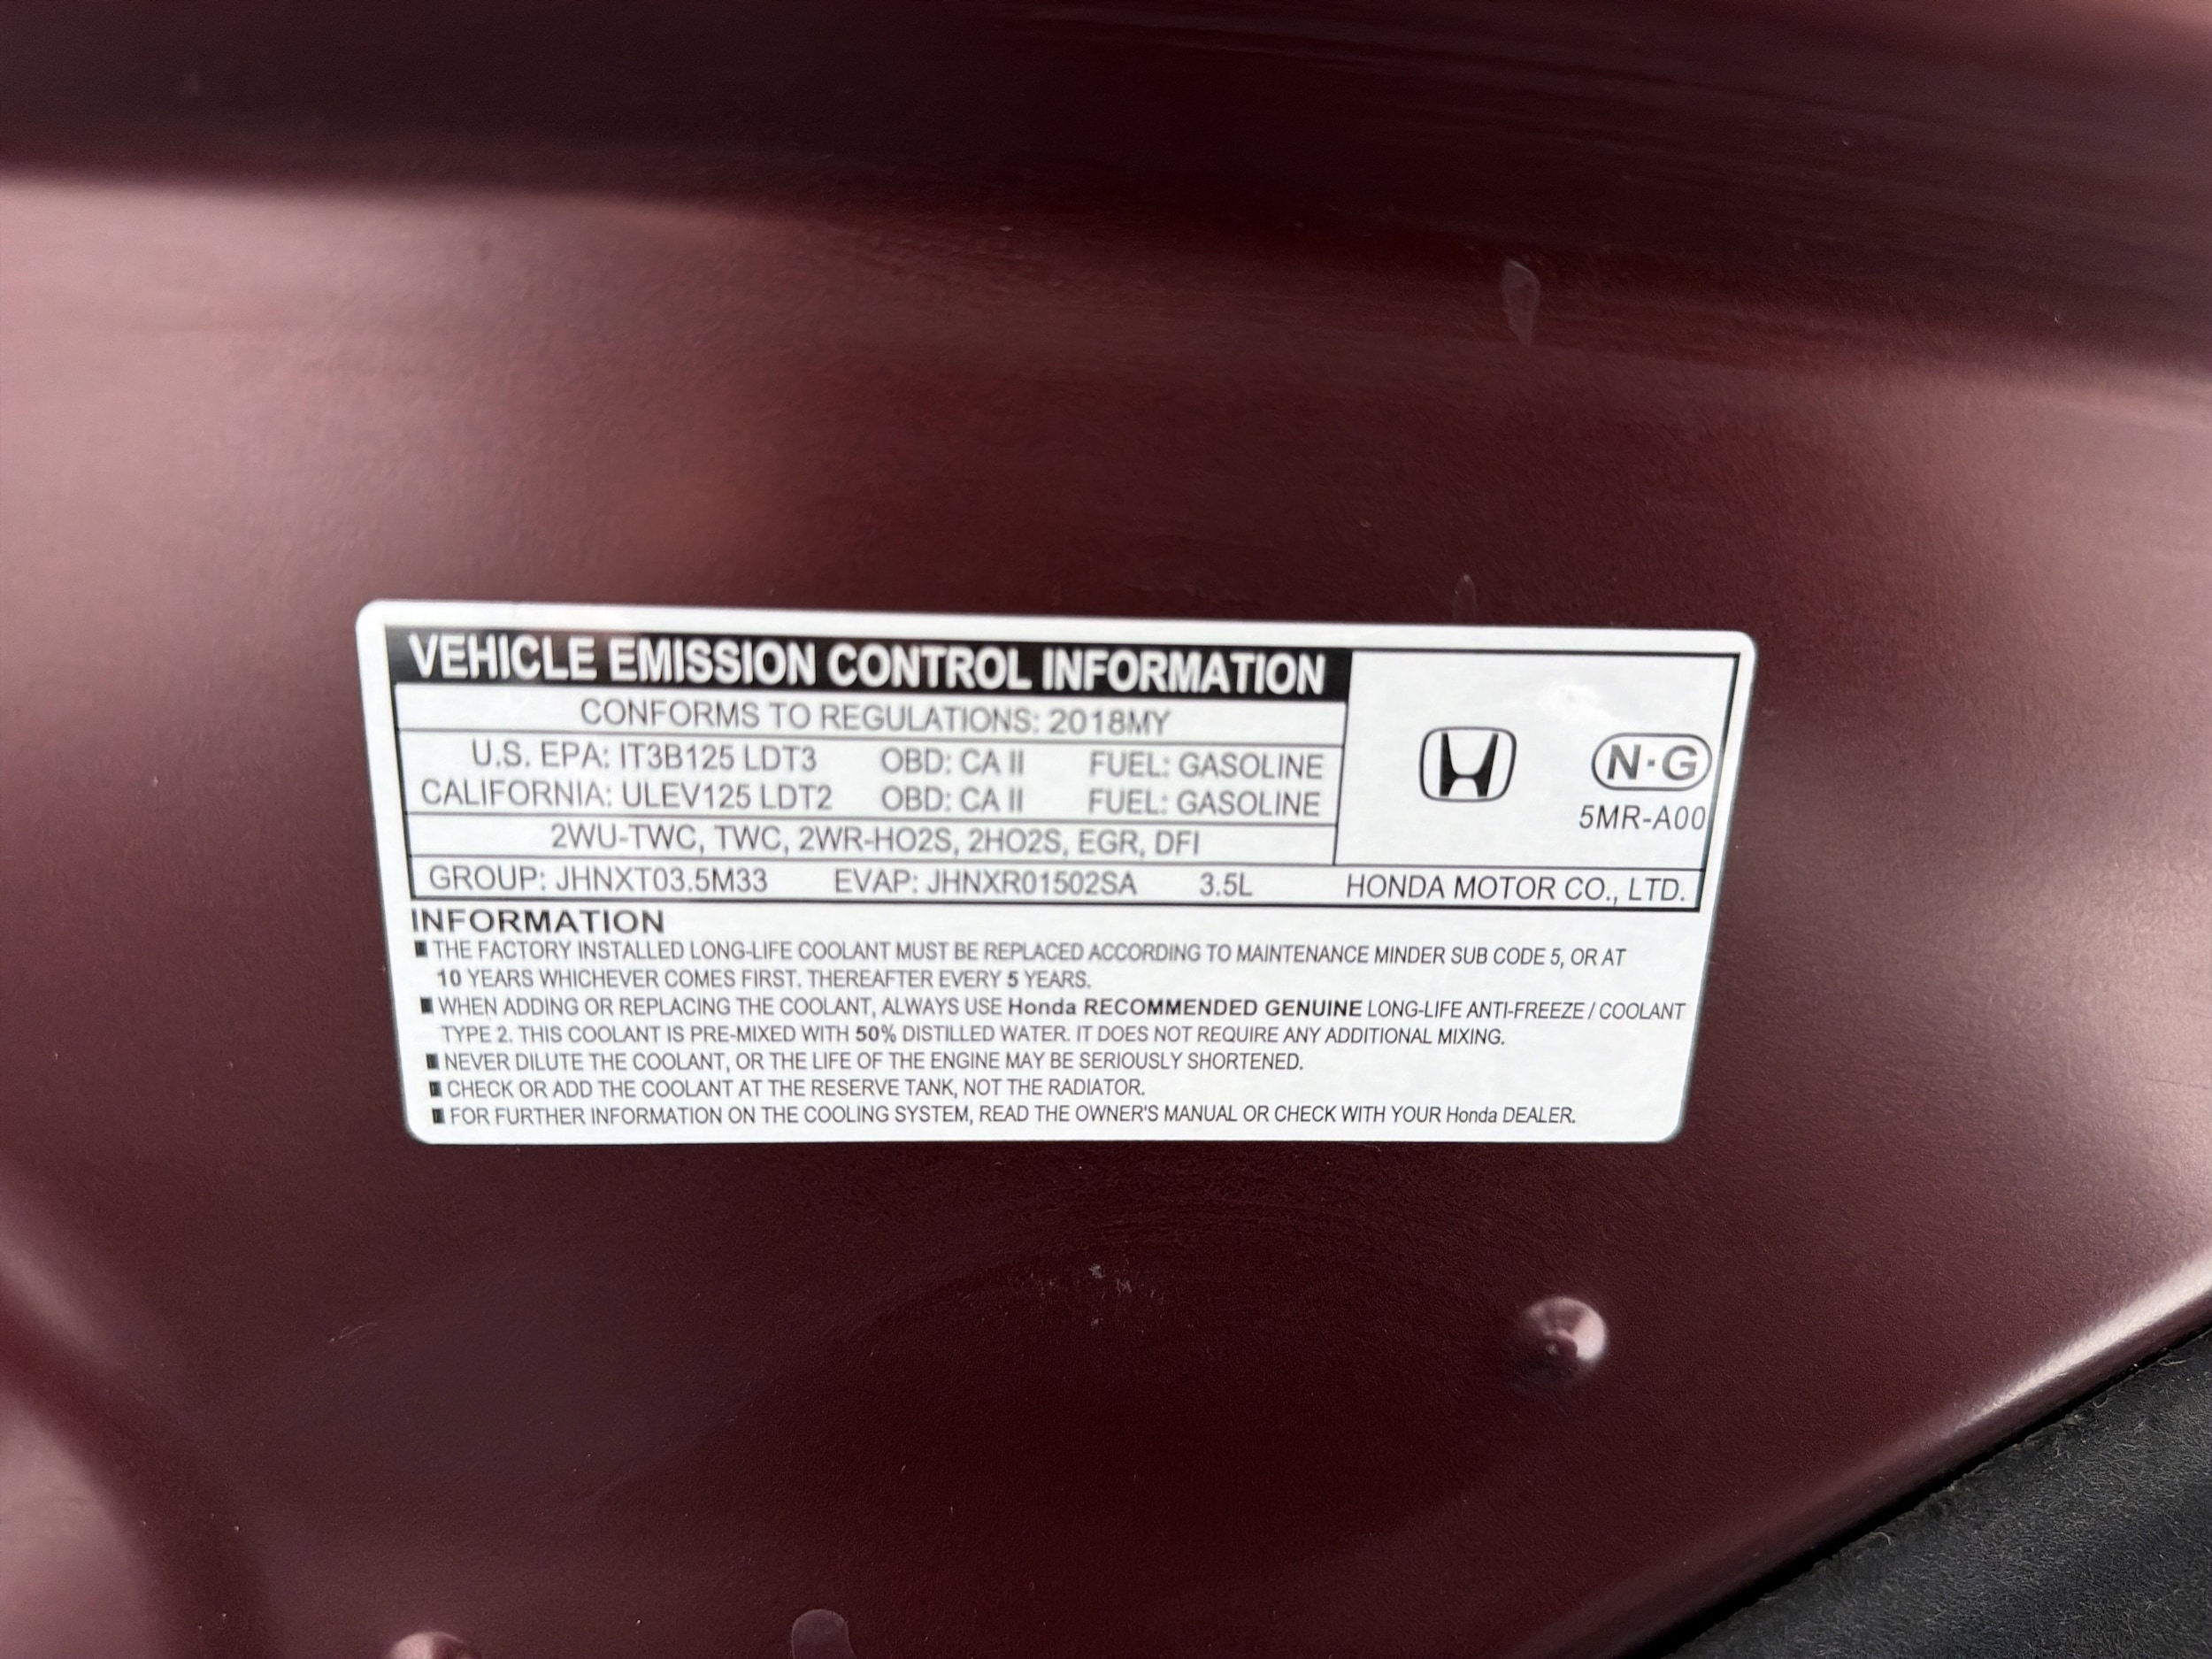 VEHICLE EMISSION CONTROL INFORMATION
CONFORMS TO REGULATIONS: 2018MY
U.S. EPA: IT3B125 LDT3 OBD: CA II FUEL: GASOLINE
CALIFORNIA: ULEV125 LDT2 OBD: CA II FUEL: GASOLINE
2WU-TWC, TWC, 2WR-HO2S, 2HO2S, EGR, DFI
N·G
5MR-A00
GROUP: JHNXT03.5M33 EVAP: JHNXR01502SA 3.5L HONDA MOTOR CO., LTD.
INFORMATION
■ THE FACTORY INSTALLED LONG-LIFE COOLANT MUST BE REPLACED ACCORDING TO MAINTENANCE MINDER SUB CODE 5, OR AT
10 YEARS WHICHEVER COMES FIRST. THEREAFTER EVERY 5 YEARS.
■ WHEN ADDING OR REPLACING THE COOLANT, ALWAYS USE Honda RECOMMENDED GENUINE LONG-LIFE ANTI-FREEZE / COOLANT
TYPE 2. THIS COOLANT IS PRE-MIXED WITH 50% DISTILLED WATER. IT DOES NOT REQUIRE ANY ADDITIONAL MIXING.
■ NEVER DILUTE THE COOLANT, OR THE LIFE OF THE ENGINE MAY BE SERIOUSLY SHORTENED.
■ CHECK OR ADD THE COOLANT AT THE RESERVE TANK, NOT THE RADIATOR.
■ FOR FURTHER INFORMATION ON THE COOLING SYSTEM, READ THE OWNER'S MANUAL OR CHECK WITH YOUR Honda DEALER.